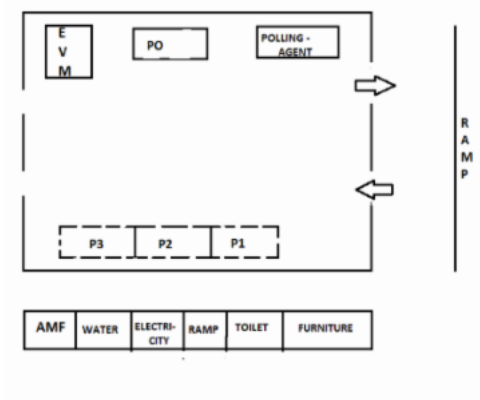 E
V
M
PO
POLLING -
AGENT
R
A
M
P
P3
P2
P1
AMF
WATER
ELECTRI-
CITY
RAMP
TOILET
FURNITURE